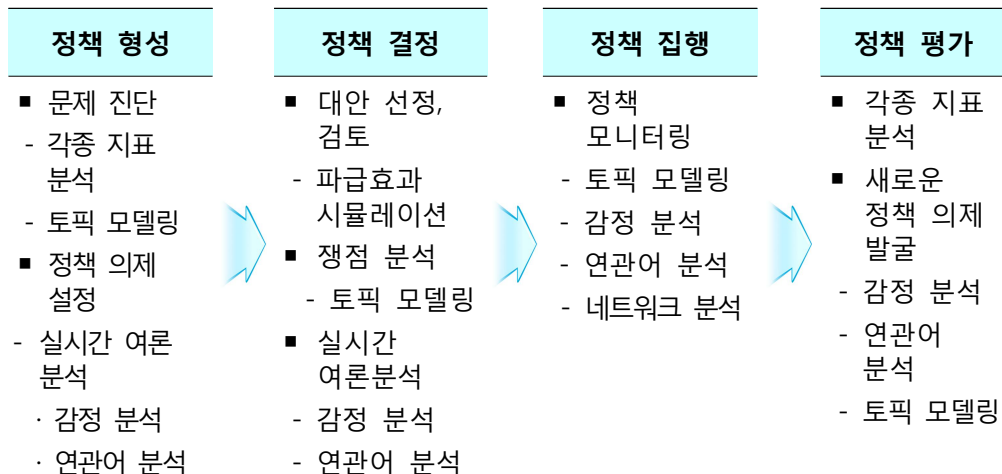 정책 형성
■ 문제 진단
- 각종 지표
분석
- 토픽 모델링
■ 정책 의제
설정
- 실시간 여론
분석
· 감정 분석
· 연관어 분석
정책 결정
■ 대안 선정,
검토
- 파급효과
시뮬레이션
■ 쟁점 분석
- 토픽 모델링
■ 실시간
여론분석
- 감정 분석
- 연관어 분석
정책 집행
■ 정책
모니터링
- 토픽 모델링
- 감정 분석
- 연관어 분석
- 네트워크 분석
정책 평가
■ 각종 지표
분석
■ 새로운
정책 의제
발굴
- 감정 분석
- 연관어
분석
- 토픽 모델링